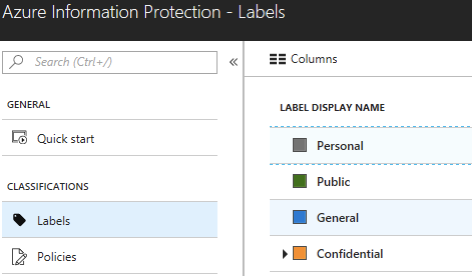 Azure Information Protection - Labels
Search (Ctrl+/)
GENERAL
Quick start
CLASSIFICATIONS
Labels
Policies
Columns
LABEL DISPLAY NAME
Personal
Public
General
Confidential